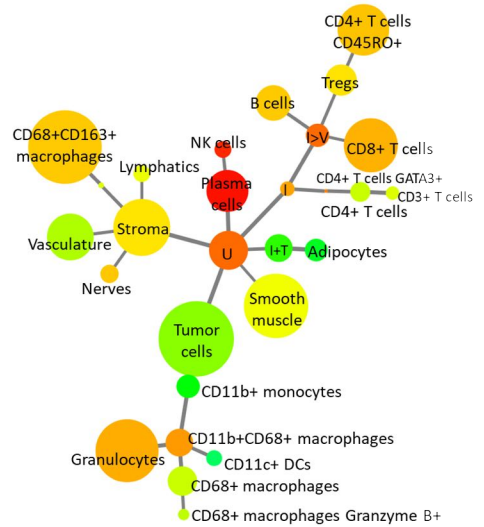 CD4+ T cells
CD45RO+
Tregs
B cells
I>V
CD8+ T cells
CD68+CD163+
macrophages
NK cells
Lymphatics
Plasma
cells
I
CD4+ T cells GATA3+
CD3+ T cells
CD4+ T cells
Stroma
Vasculature
U
I+T
Adipocytes
Nerves
Smooth
muscle
Tumor
cells
CD11b+ monocytes
CD11b+CD68+ macrophages
Granulocytes
CD11c+ DCs
CD68+ macrophages
CD68+ macrophages Granzyme B+